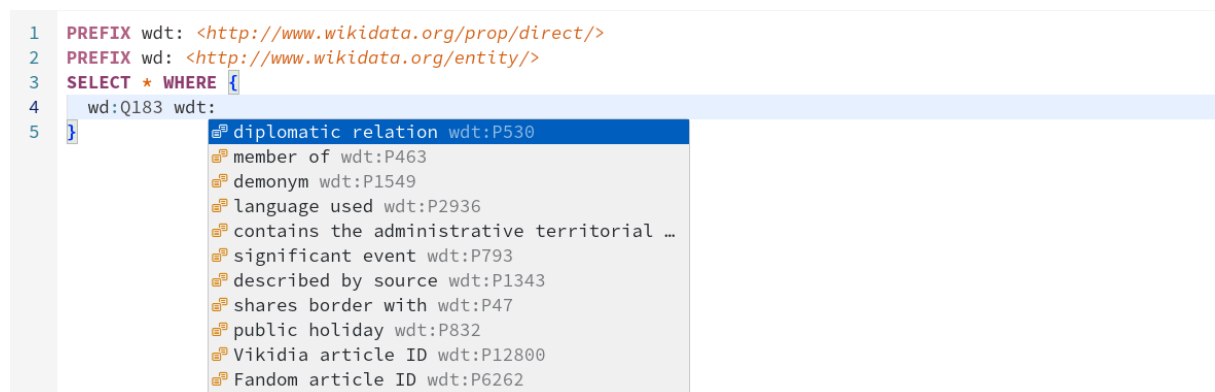 1 PREFIX wdt: <http://www.wikidata.org/prop/direct/>
2 PREFIX wd: <http://www.wikidata.org/entity/>
3 SELECT * WHERE {
4 wd:Q183 wdt:
5 }
diplomatic relation wdt:P530
member of wdt:P463
demonym wdt:P1549
language used wdt:P2936
contains the administrative territorial …
significant event wdt:P793
described by source wdt:P1343
shares border with wdt:P47
public holiday wdt:P832
Vikidia article ID wdt:P12800
Fandom article ID wdt:P6262